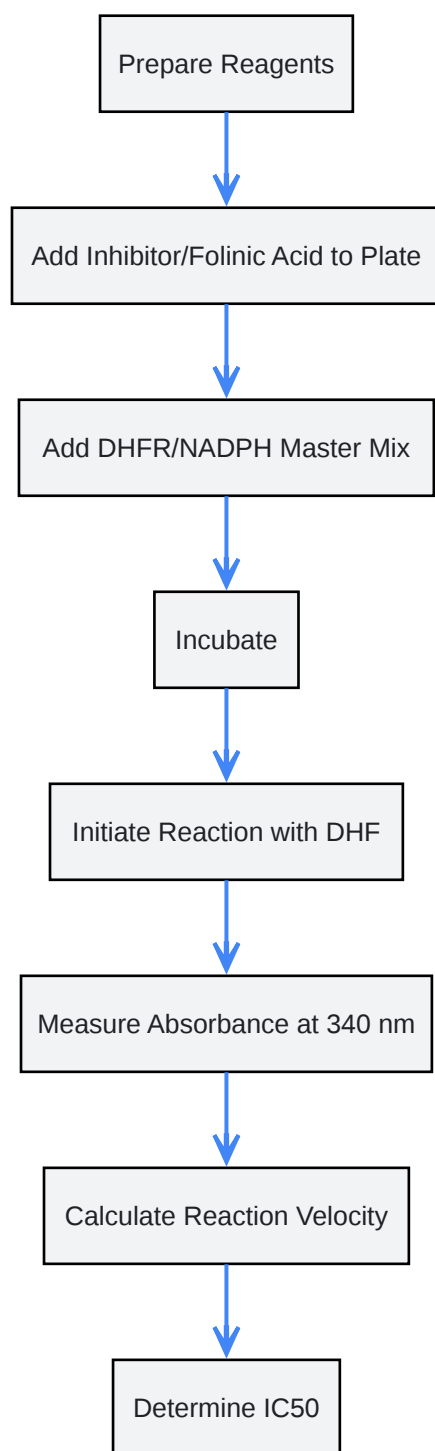 Prepare Reagents
Add Inhibitor/Folinic Acid to Plate
Add DHFR/NADPH Master Mix
Incubate
Initiate Reaction with DHF
Measure Absorbance at 340 nm
Calculate Reaction Velocity
Determine IC50